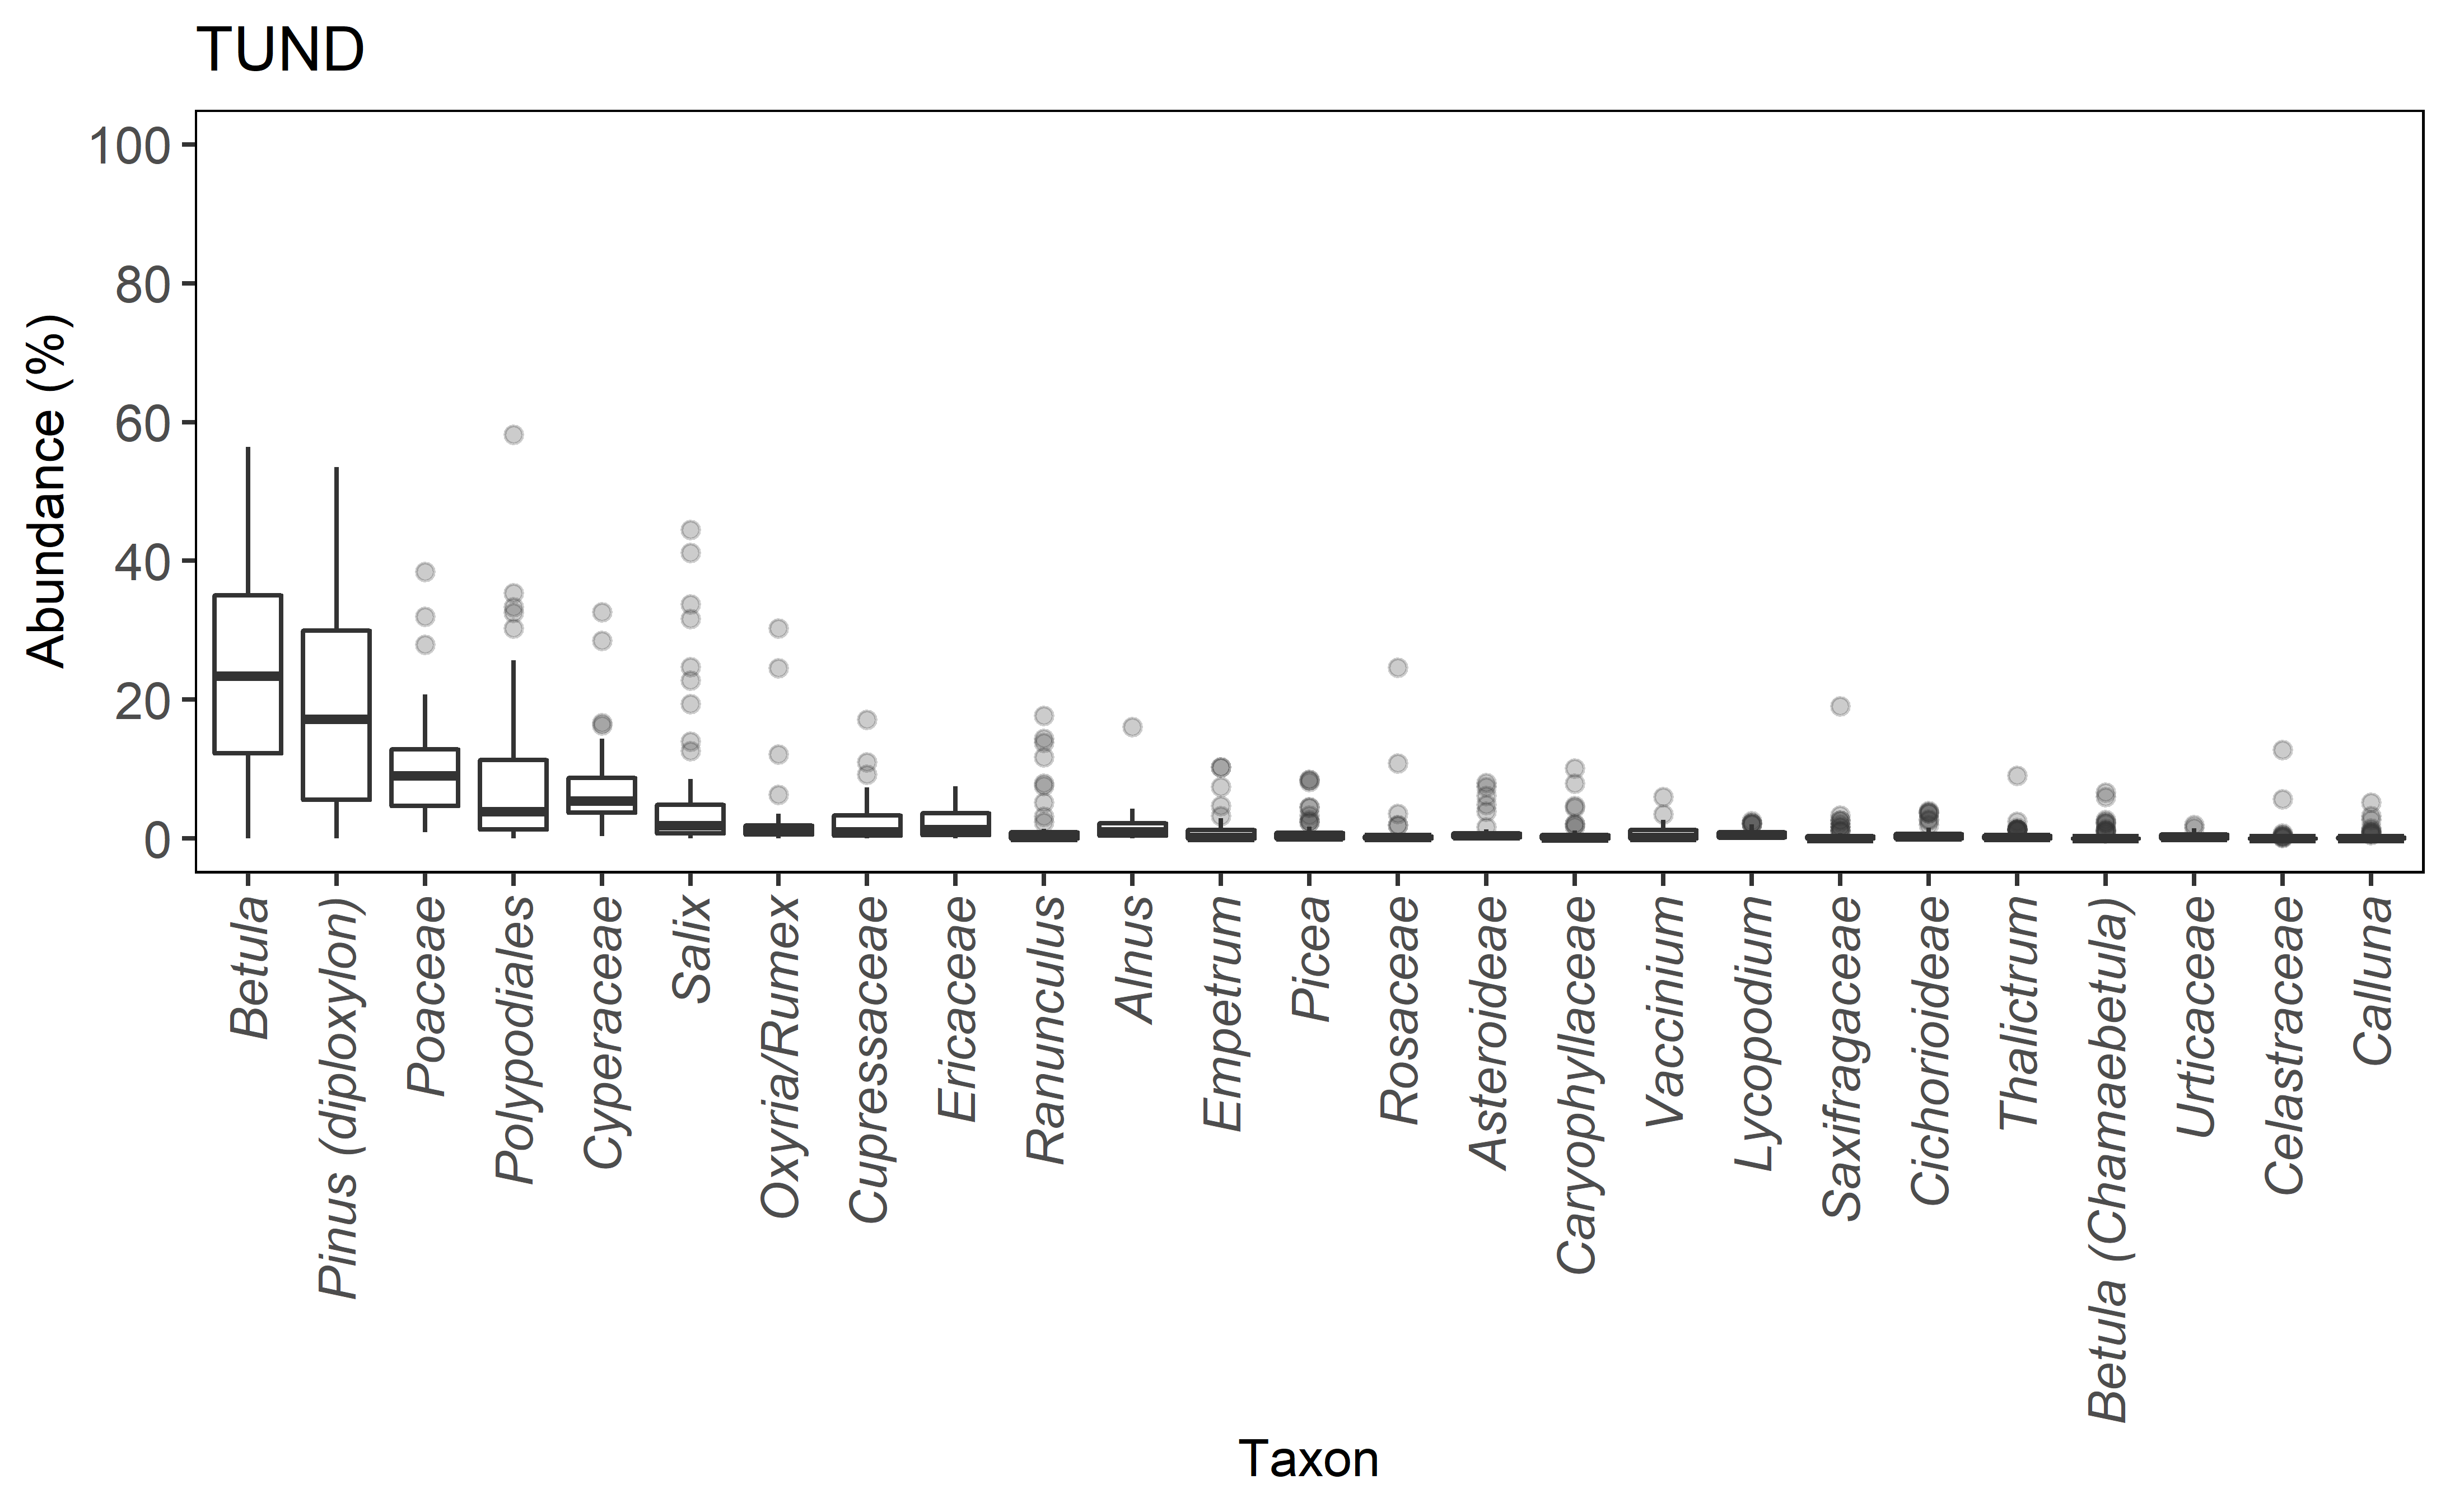 TUND
Abundance (%)
100
80
60
40
20
0
Betula
Pinus (diploxylon)
Poaceae
Polypodiales
Cyperaceae
Salix
Oxyria/Rumex
Cupressaceae
Ericaceae
Ranunculus
Alnus
Empetrum
Picea
Rosaceae
Asteroideae
Caryophyllaceae
Vaccinium
Lycopodium
Saxifragaceae
Cichorioideae
Thalictrum
Betula (Chamaebetula)
Urticaceae
Celastraceae
Calluna
Taxon